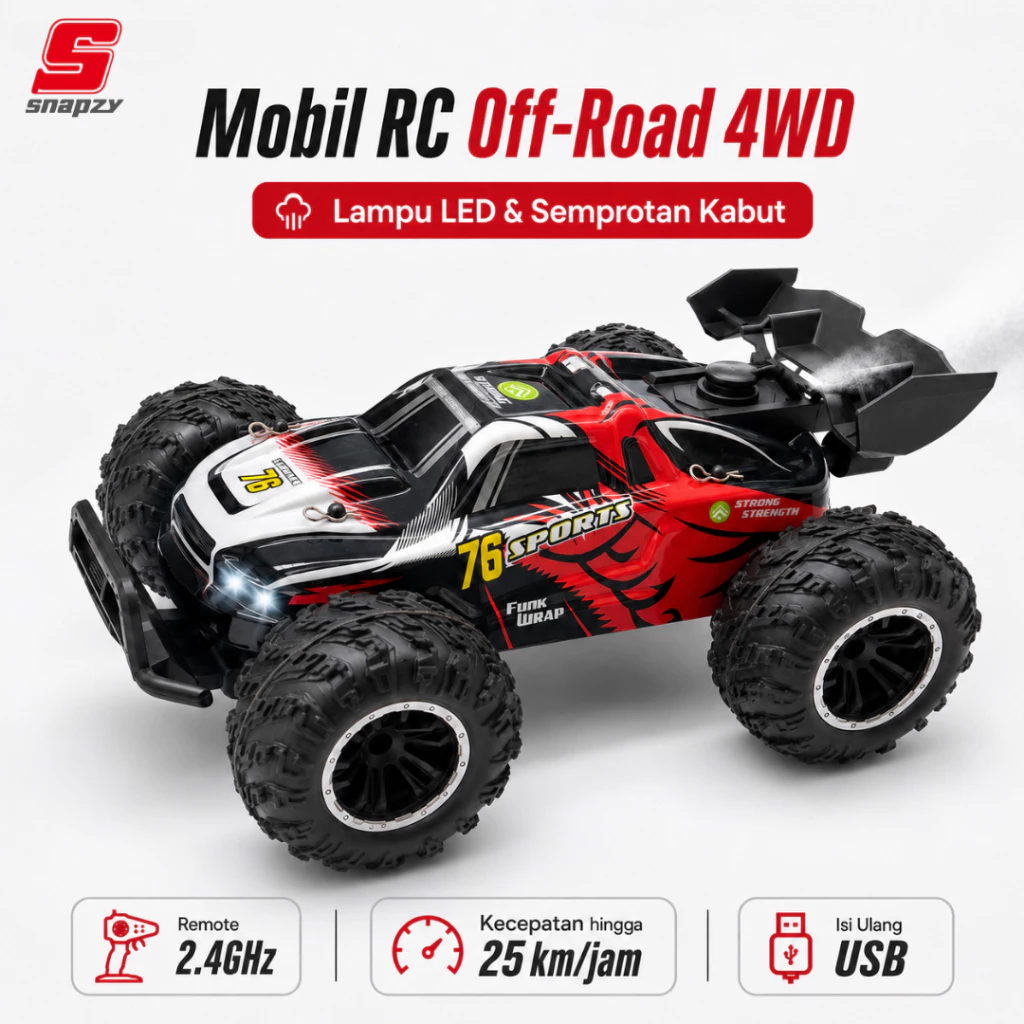 S
snapzy
Mobil RC Off-Road 4WD
Lampu LED & Semprotan Kabut
76
76 SPORTS
STRONG
STRENGTH
FUNK
WRAP
Remote
2.4GHz
Kecepatan hingga
25 km/jam
Isi Ulang
USB